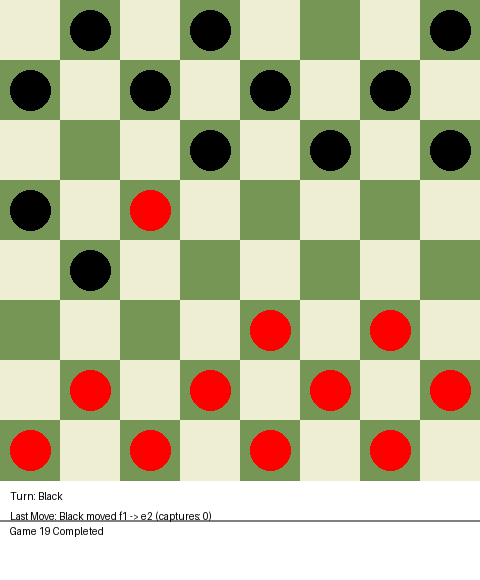 Turn: Black
Last Move: Black moved f1 -> e2 (captures: 0)
Game 19 Completed